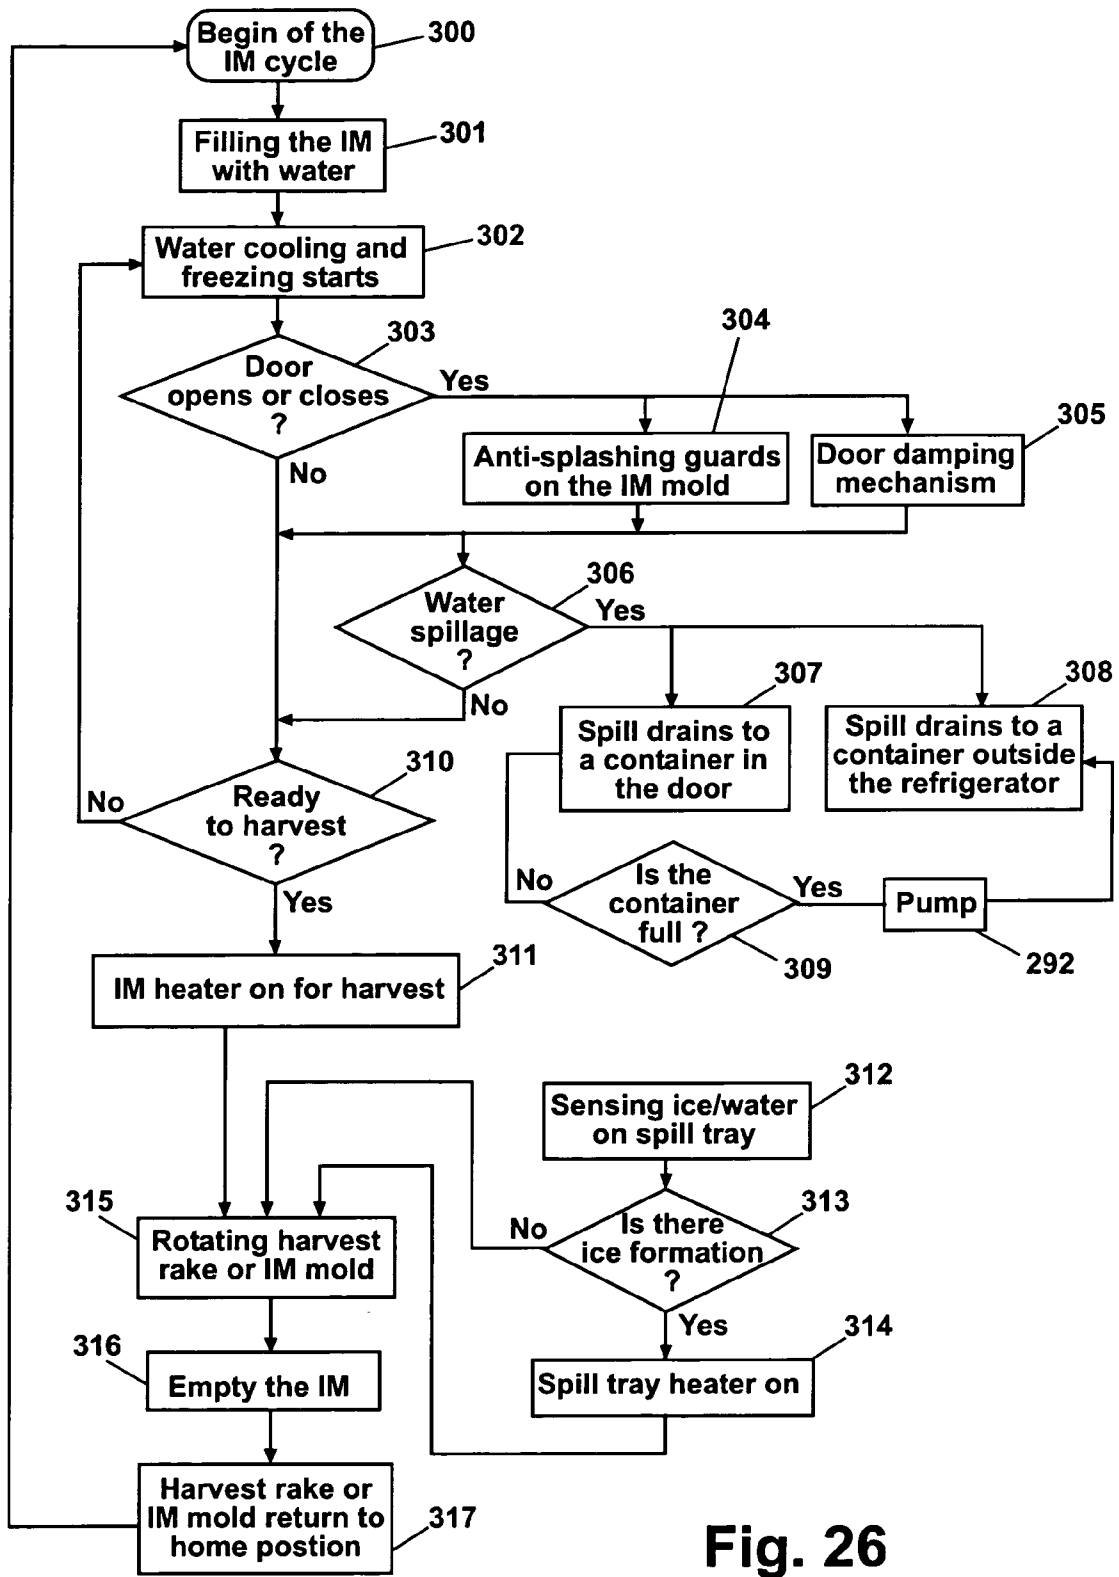 Begin of the
IM cycle
300
Filling the IM
with water
301
Water cooling and
freezing starts
302
Door
opens or closes
?
303
Yes
No
304
Anti-splashing guards
on the IM mold
305
Door damping
mechanism
306
Water
spillage
?
Yes
No
307
Spill drains to
a container in
the door
308
Spill drains to a
container outside
the refrigerator
310
Ready
to harvest
?
No
Yes
Is the
container
full ?
No
Yes
309
Pump
292
311
IM heater on for harvest
312
Sensing ice/water
on spill tray
313
Is there
ice formation
?
No
Yes
314
Spill tray heater on
315
Rotating harvest
rake or IM mold
316
Empty the IM
Harvest rake or
IM mold return to
home postion
317
Fig. 26